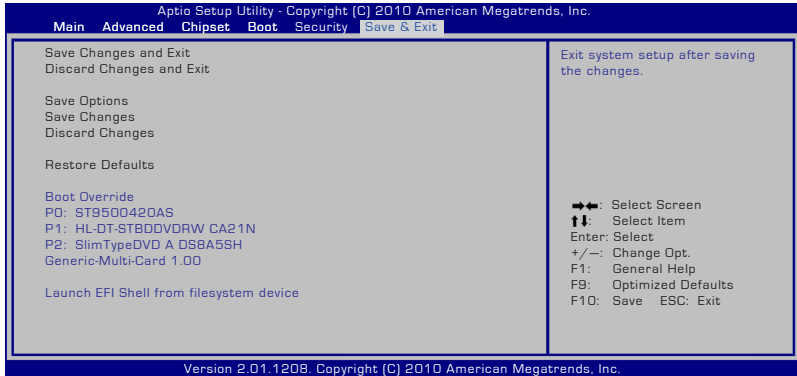 Aptio Setup Utility - Copyright (C) 2010 American Megatrends, Inc.
Main Advanced Chipset Boot Security Save & Exit
Save Changes and Exit
Discard Changes and Exit
Save Options
Save Changes
Discard Changes
Restore Defaults
Boot Override
P0: ST9500420AS
P1: HL-DT-STBDDVDRW CA21N
P2: SlimTypeDVD A DS8A5SH
Generic-Multi-Card 1.00
Launch EFI Shell from filesystem device
Exit system setup after saving
the changes.
➡⬅: Select Screen
⬆⬇: Select Item
Enter: Select
+/—: Change Opt.
F1: General Help
F9: Optimized Defaults
F10: Save ESC: Exit
Version 2.01.1208. Copyright (C) 2010 American Megatrends, Inc.